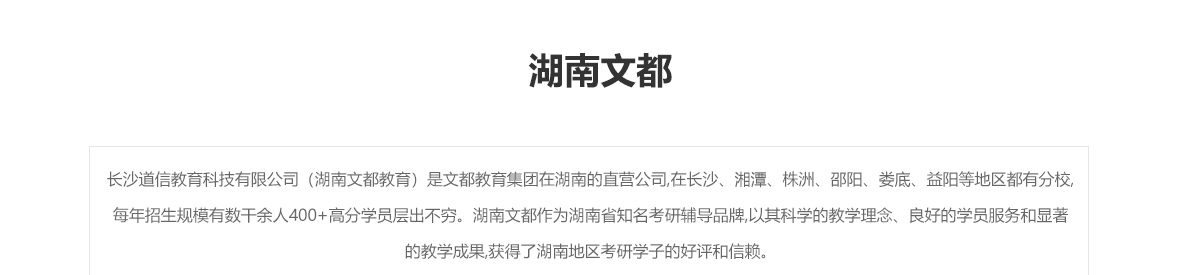 湖南文都
长沙道信教育科技有限公司（湖南文都教育）是文都教育集团在湖南的直营公司,在长沙、湘潭、株洲、邵阳、娄底、益阳等地区都有分校,
每年招生规模有数千余人400+高分学员层出不穷。湖南文都作为湖南省知名考研辅导品牌,以其科学的教学理念、良好的学员服务和显著
的教学成果,获得了湖南地区考研学子的好评和信赖。